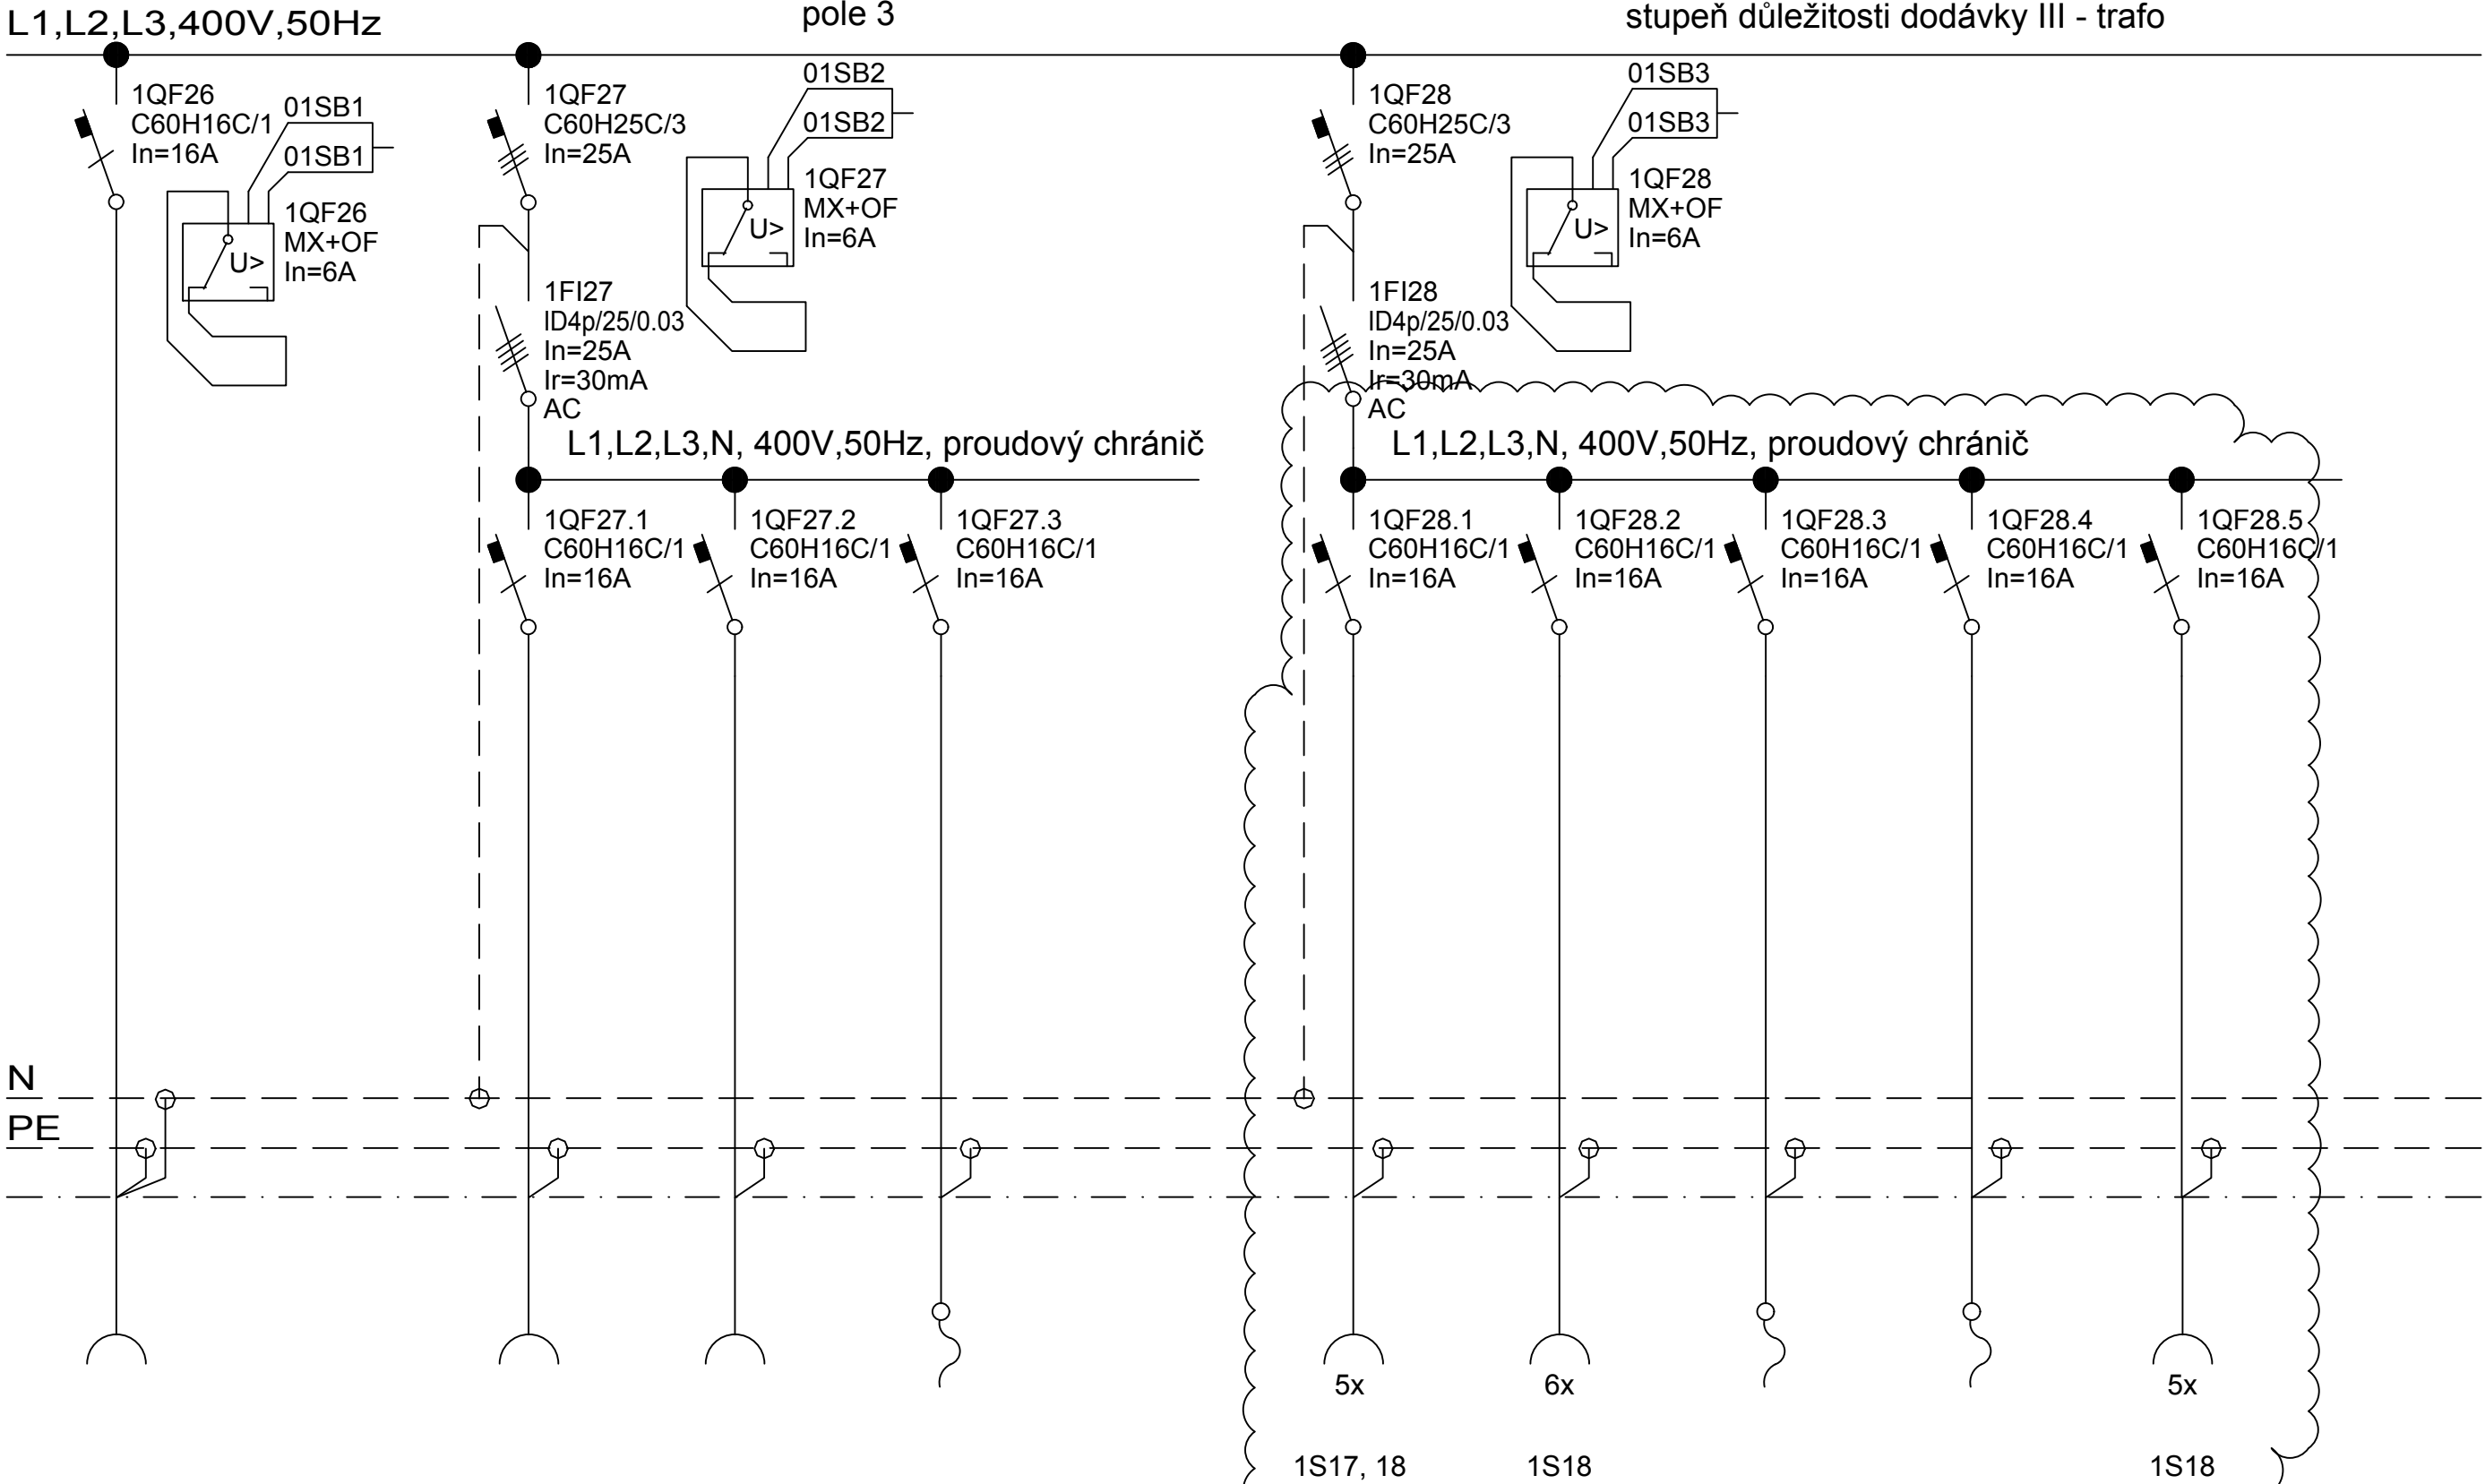 L1,L2,L3,400V,50Hz
pole 3
stupeň důležitosti dodávky III - trafo
1QF26
C60H16C/1
In=16A
01SB1
01SB1
1QF26
MX+OF
In=6A
U>
1QF27
C60H25C/3
In=25A
01SB2
01SB2
1QF27
MX+OF
In=6A
U>
1FI27
ID4p/25/0.03
In=25A
Ir=30mA
AC
1QF28
C60H25C/3
In=25A
01SB3
01SB3
1QF28
MX+OF
In=6A
U>
1FI28
ID4p/25/0.03
In=25A
Ir=30mA
AC
L1,L2,L3,N, 400V,50Hz, proudový chránič
L1,L2,L3,N, 400V,50Hz, proudový chránič
1QF27.1
C60H16C/1
In=16A
1QF27.2
C60H16C/1
In=16A
1QF27.3
C60H16C/1
In=16A
1QF28.1
C60H16C/1
In=16A
1QF28.2
C60H16C/1
In=16A
1QF28.3
C60H16C/1
In=16A
1QF28.4
C60H16C/1
In=16A
1QF28.5
C60H16C/1
In=16A
N
PE
5x
6x
5x
1S17, 18
1S18
1S18